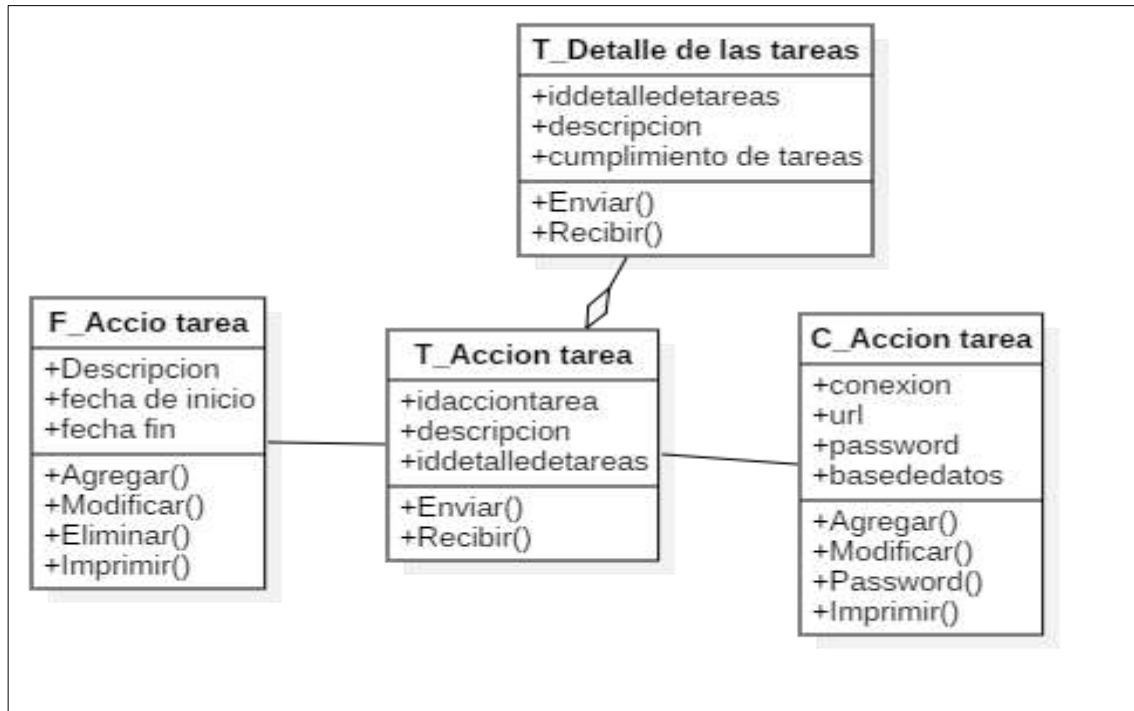 T_Detalle de las tareas
+iddetalledetareas
+descripcion
+cumplimiento de tareas
+Enviar()
+Recibir()
F_Accio tarea
+Descripcion
+fecha de inicio
+fecha fin
+Agregar()
+Modificar()
+Eliminar()
+Imprimir()
T_Accion tarea
+idacciontarea
+descripcion
+iddetalledetareas
+Enviar()
+Recibir()
C_Accion tarea
+conexion
+url
+password
+basededatos
+Agregar()
+Modificar()
+Password()
+Imprimir()